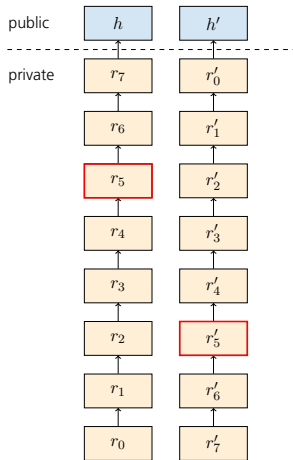 public h h′
private r₇ r′₀
r₆ r′₁
r₅ r′₂
r₄ r′₃
r₃ r′₄
r₂ r′₅
r₁ r′₆
r₀ r′₇